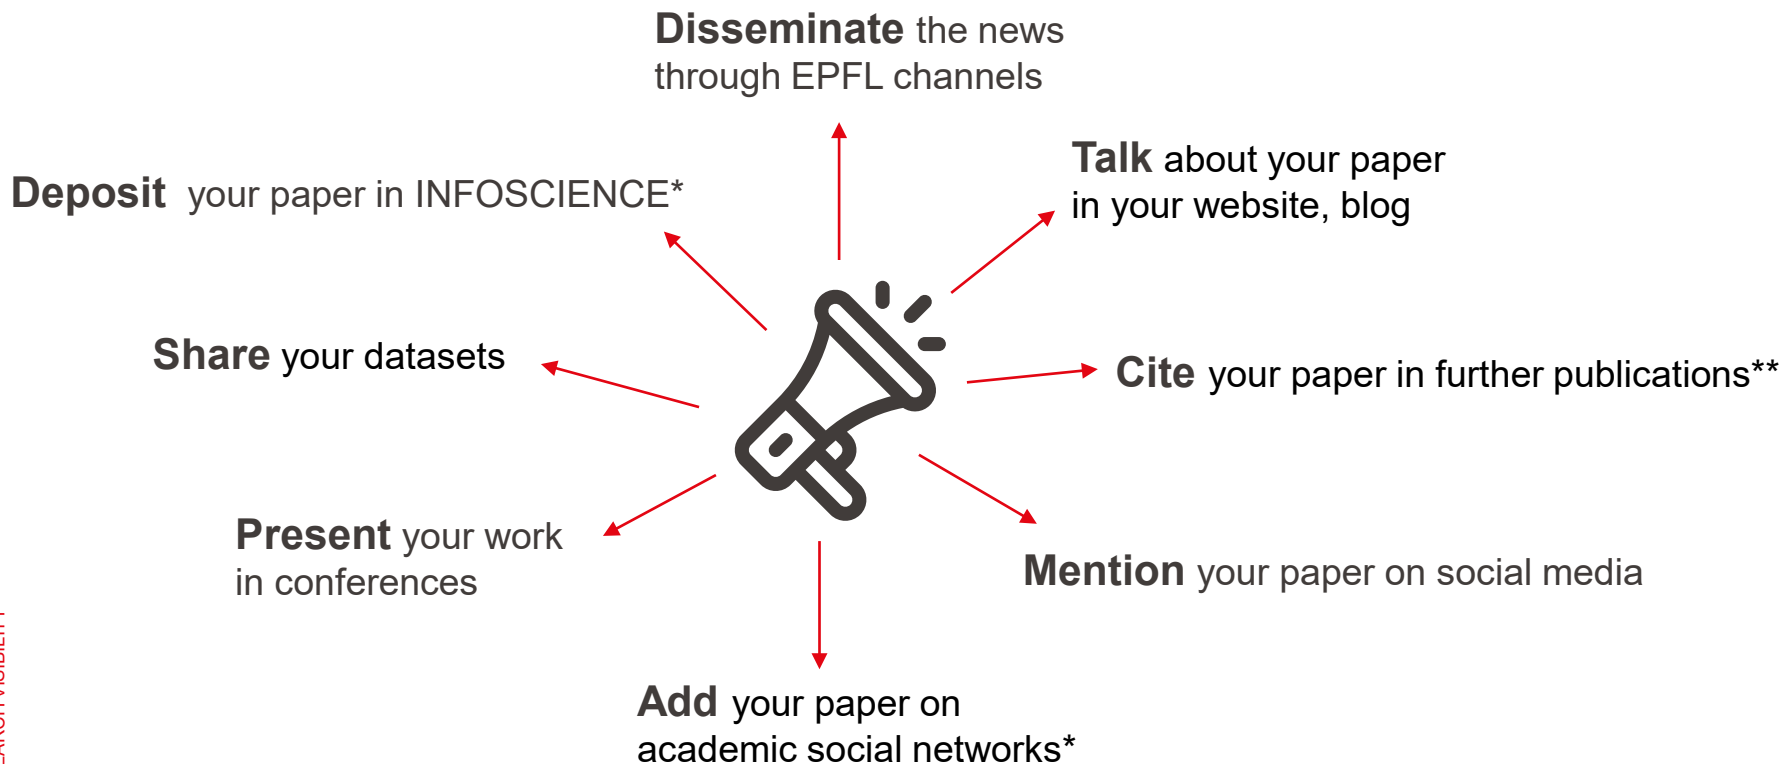 Disseminate the news
through EPFL channels
Talk about your paper
in your website, blog
Deposit your paper in INFOSCIENCE*
Share your datasets
Cite your paper in further publications**
Present your work
in conferences
Mention your paper on social media
Add your paper on
academic social networks*
VISIBILITY